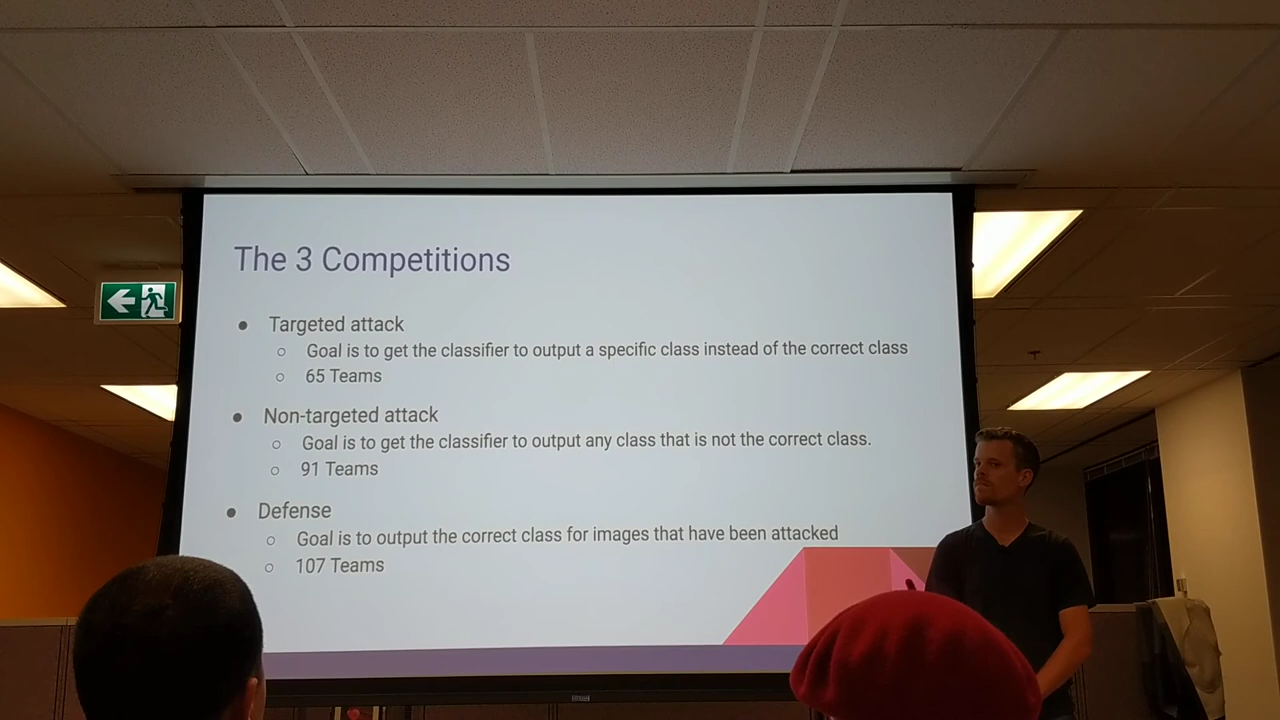 The 3 Competitions
● Targeted attack
○ Goal is to get the classifier to output a specific class instead of the correct class
○ 65 Teams
● Non-targeted attack
○ Goal is to get the classifier to output any class that is not the correct class.
○ 91 Teams
● Defense
○ Goal is to output the correct class for images that have been attacked
○ 107 Teams